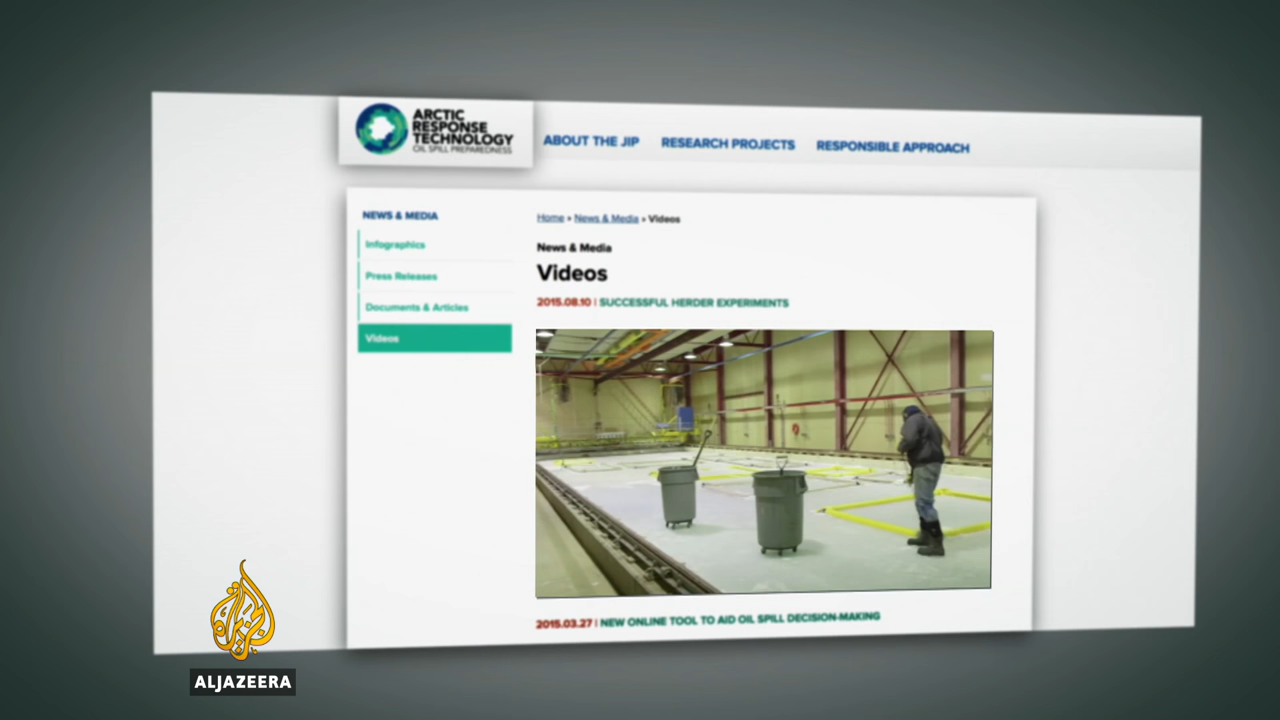 ARCTIC
RESPONSE
TECHNOLOGY
OIL SPILL PREPAREDNESS
ABOUT THE JIP
RESEARCH PROJECTS
RESPONSIBLE APPROACH
NEWS & MEDIA
Infographics
Press Releases
Documents & Articles
Videos
Home • News & Media • Videos
News & Media
Videos
2015.08.10 | SUCCESSFUL HERDER EXPERIMENTS
2015.03.27 | NEW ONLINE TOOL TO AID OIL SPILL DECISION-MAKING
الجزيرة
ALJAZEERA